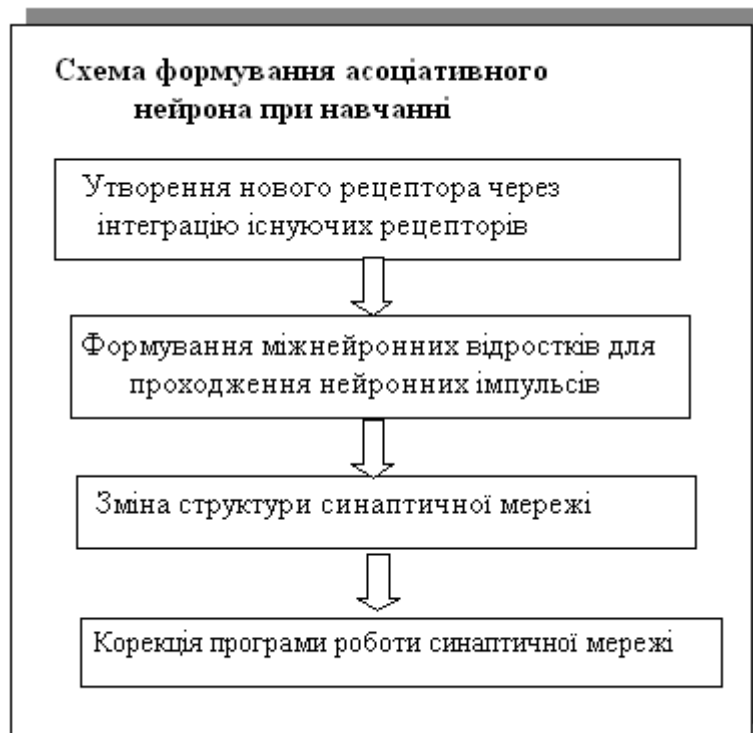 Схема формування асоціативного
нейрона при навчанні
Утворення нового рецептора через
інтеграцію існуючих рецепторів
Формування міжнейронних відростків для
проходження нейронних імпульсів
Зміна структури синаптичної мережі
Корекція програми роботи синаптичної мережі